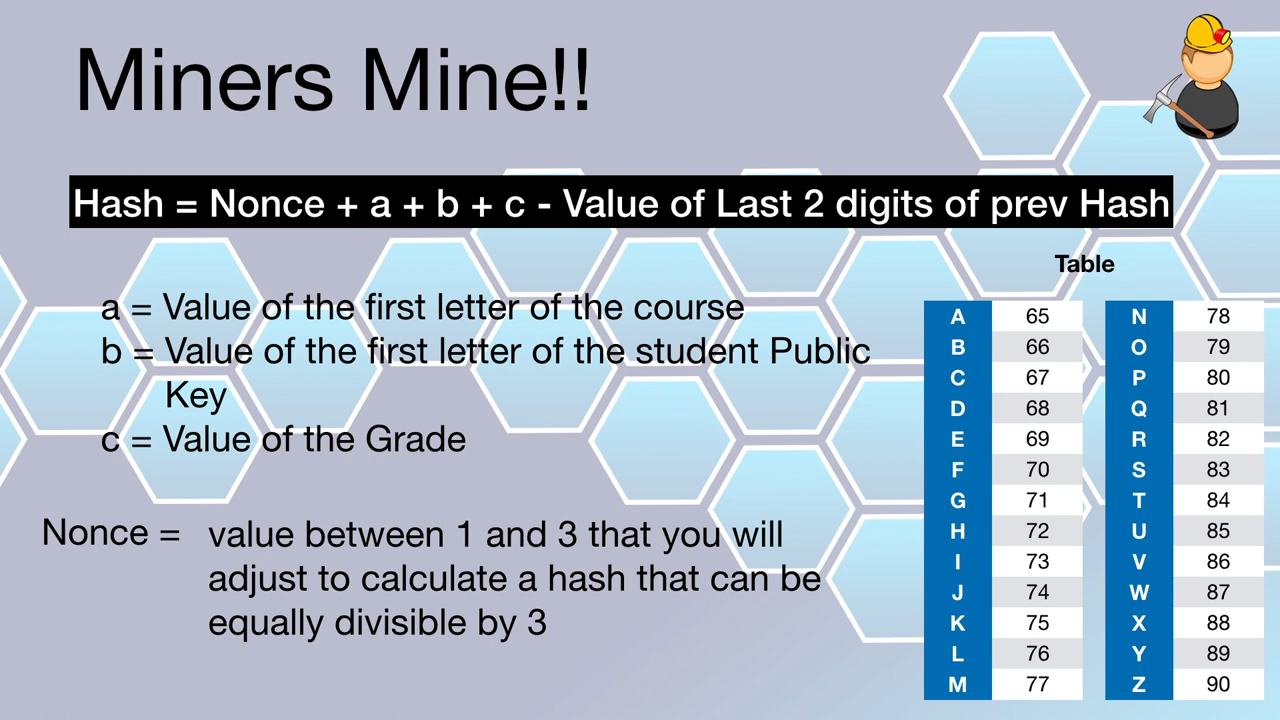 Miners Mine!!
Hash = Nonce + a + b + c - Value of Last 2 digits of prev Hash
a = Value of the first letter of the course
b = Value of the first letter of the student Public
Key
c = Value of the Grade
Nonce = value between 1 and 3 that you will
adjust to calculate a hash that can be
equally divisible by 3
Table
A 65 N 78
B 66 O 79
C 67 P 80
D 68 Q 81
E 69 R 82
F 70 S 83
G 71 T 84
H 72 U 85
I 73 V 86
J 74 W 87
K 75 X 88
L 76 Y 89
M 77 Z 90